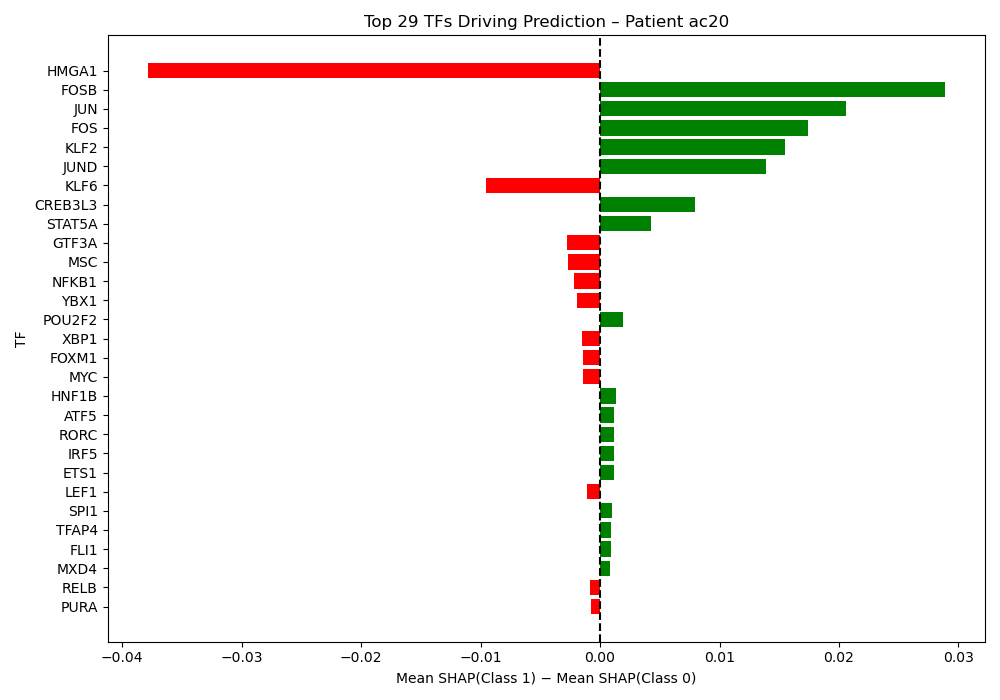 Top 29 TFs Driving Prediction – Patient ac20
TF
HMGA1
FOSB
JUN
FOS
KLF2
JUND
KLF6
CREB3L3
STAT5A
GTF3A
MSC
NFKB1
YBX1
POU2F2
XBP1
FOXM1
MYC
HNF1B
ATF5
RORC
IRF5
ETS1
LEF1
SPI1
TFAP4
FLI1
MXD4
RELB
PURA
−0.04 −0.03 −0.02 −0.01 0.00 0.01 0.02 0.03
Mean SHAP(Class 1) − Mean SHAP(Class 0)